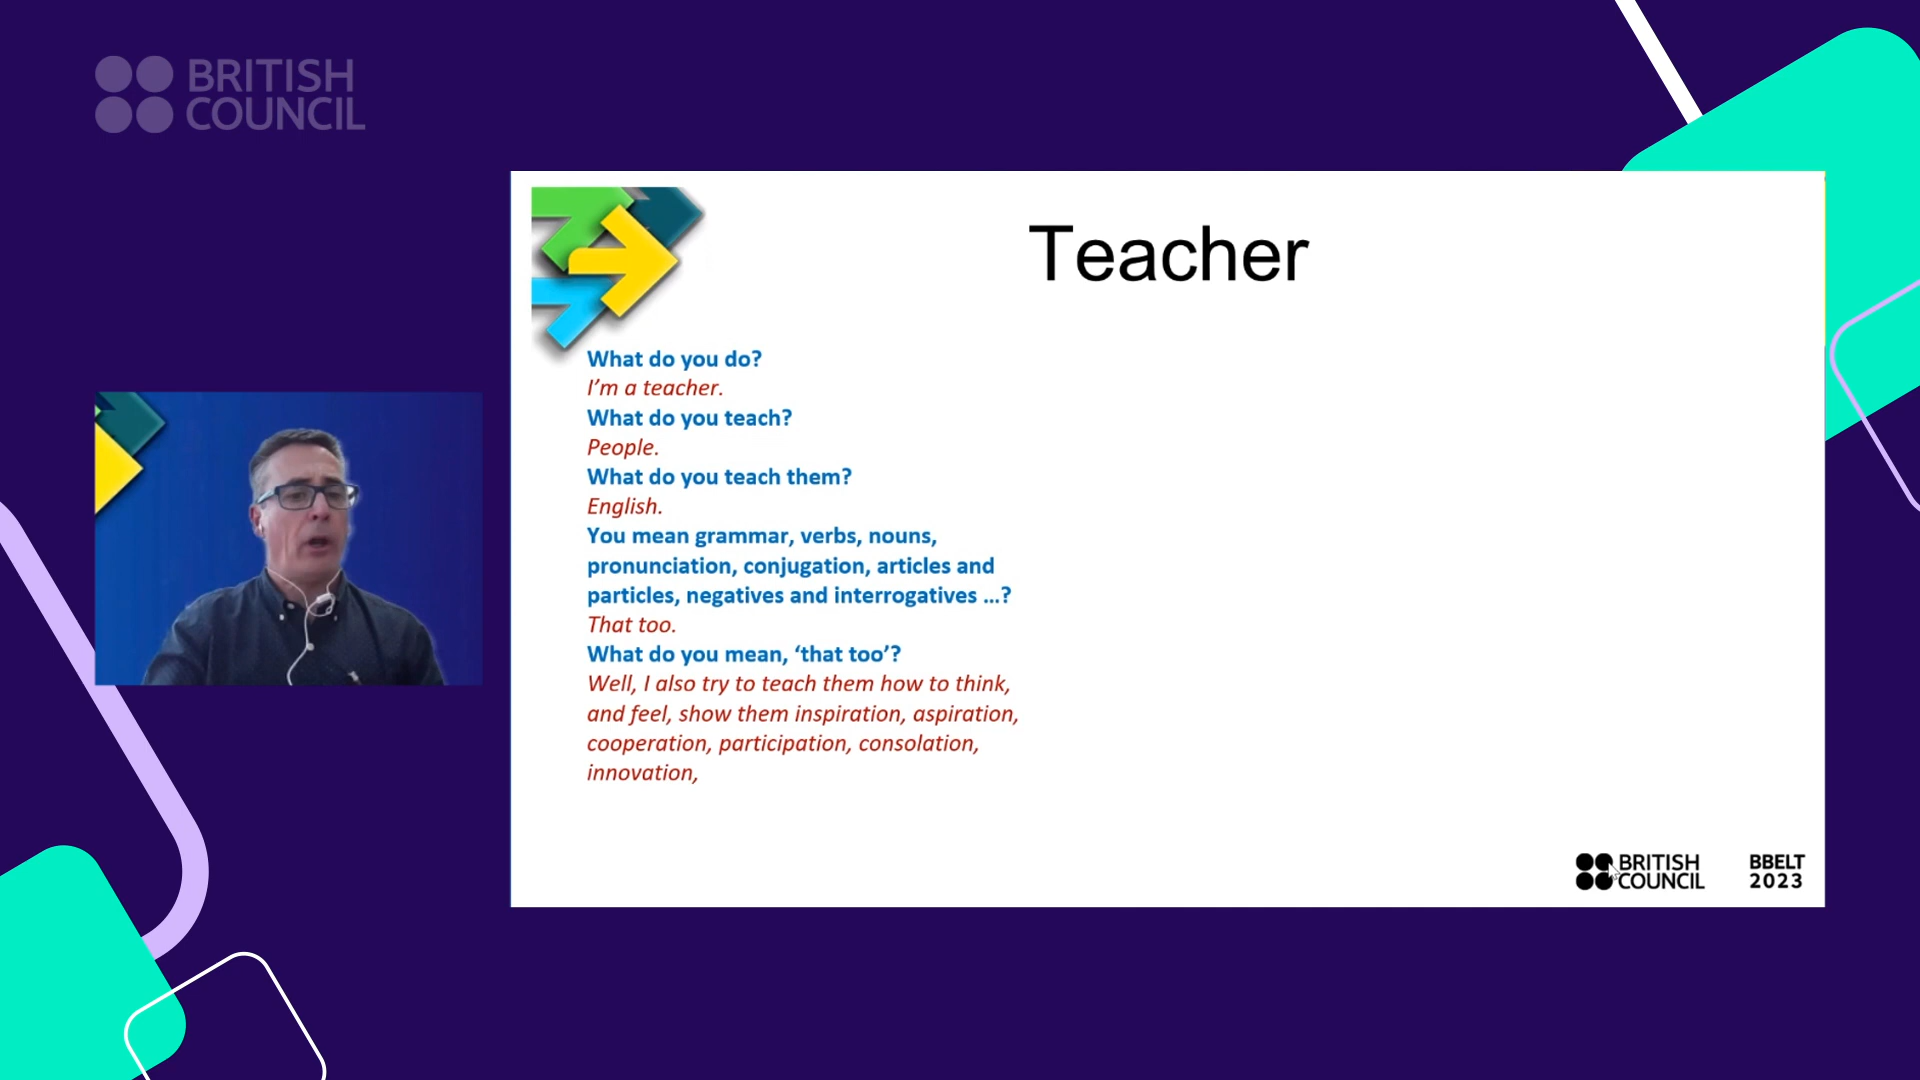 BRITISH
COUNCIL
Teacher
What do you do?
I’m a teacher.
What do you teach?
People.
What do you teach them?
English.
You mean grammar, verbs, nouns,
pronunciation, conjugation, articles and
particles, negatives and interrogatives ...?
That too.
What do you mean, ‘that too’?
Well, I also try to teach them how to think,
and feel, show them inspiration, aspiration,
cooperation, participation, consolation,
innovation,
BRITISH
COUNCIL
BBELT
2023